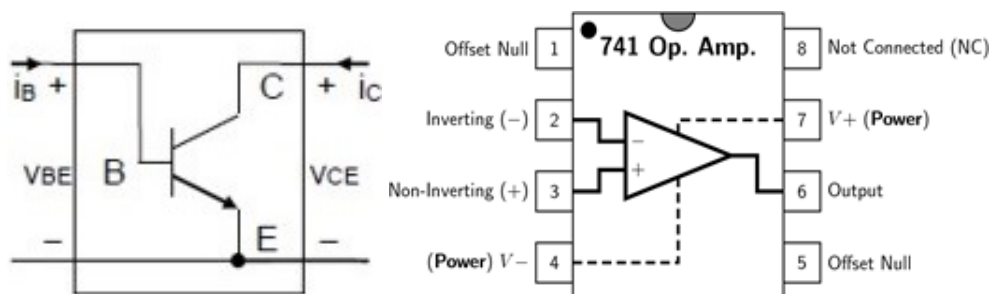 iB + C + iC
VBE B VCE
− E −
741 Op. Amp.
Offset Null 1
8 Not Connected (NC)
Inverting (−) 2
−
7 V+ (Power)
Non-Inverting (+) 3
+
6 Output
(Power) V− 4
5 Offset Null